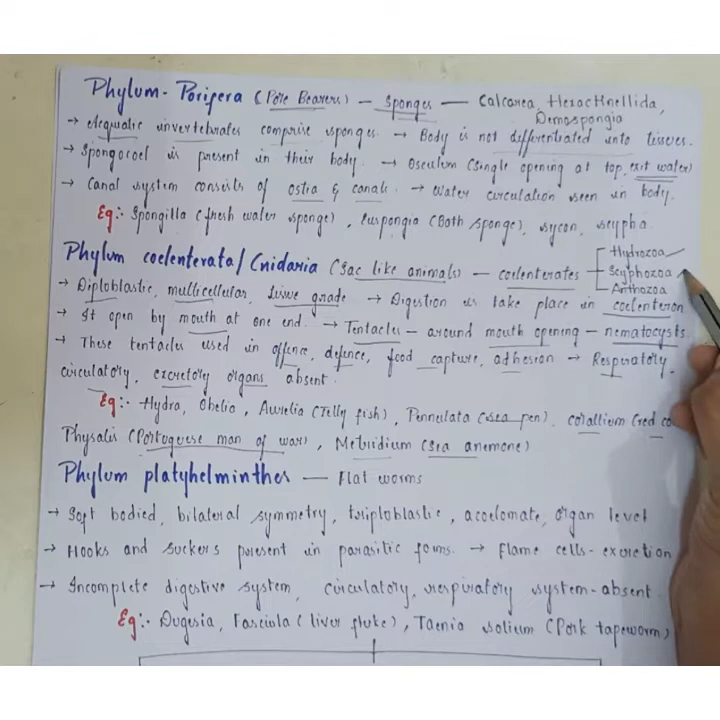 Phylum- Porifera (Pore Bearers) — Sponges — Calcarea, HexacHnellida,
Demospongia
→ Acquatic invertebrates comprise sponges. → Body is not differentiated into tissues.
→ Spongocoel is present in their body. → Osculum (Single opening at top, exit water)
→ Canal system consists of ostia & canals. → Water circulation seen in body.
Eg:- Spongilla (fresh water sponge), Euspongia (Bath Sponge), sycon, scypha.
Phylum coelenterata/Cnidaria (Sac like animals) — coelenterates — Hydrozoa
Scyphozoa
Anthozoa
→ Diploblastic, multicellular, tissue grade → Digestion is take place in coelenteron
→ It open by mouth at one end. → Tentacles - around mouth opening - nematocysts.
→ These tentacles used in offence, defence, food capture, adhesion → Respiratory,
circulatory, excretory organs absent.
Eg:- Hydra, Obelia, Aurelia (Jelly fish), Pennulata (sea pen), corallium (red co
Physalis (Portoguese man of war), Metridium (Sea anemone)
Phylum platyhelminthes — Flat worms
→ Soft bodied, bilateral symmetry, triploblastic, acoelomate, organ level
→ Hooks and suckers present in parasitic foms. → Flame cells-excretion
→ Incomplete digestive system, circulatory, respiratory system-absent.
Eg:- Dugesia, Fasciola (liver fluke), Taenia solium (Pork tapeworm)